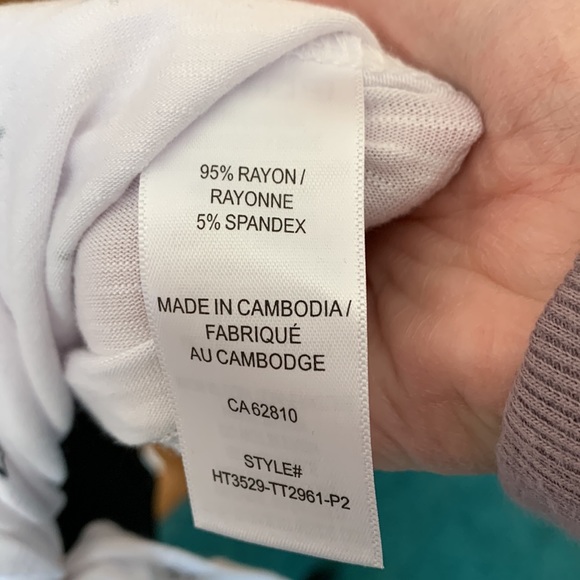 95% RAYON /
RAYONNE
5% SPANDEX
MADE IN CAMBODIA /
FABRIQUÉ
AU CAMBODGE
CA 62810
STYLE#
HT3529-TT2961-P2